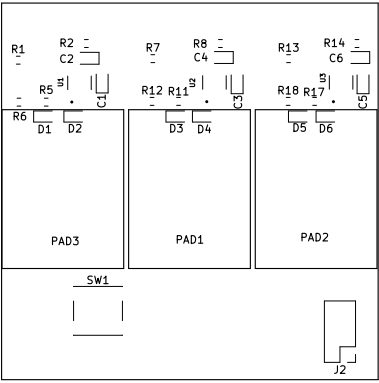 R1 R2 C2 R7 R8 C4 R13 R14 C6
U1 C1 U2 C3 U3 C5
R5 R6 R12 R11 R18 R17
D1 D2 D3 D4 D5 D6
PAD3 PAD1 PAD2
SW1
J2